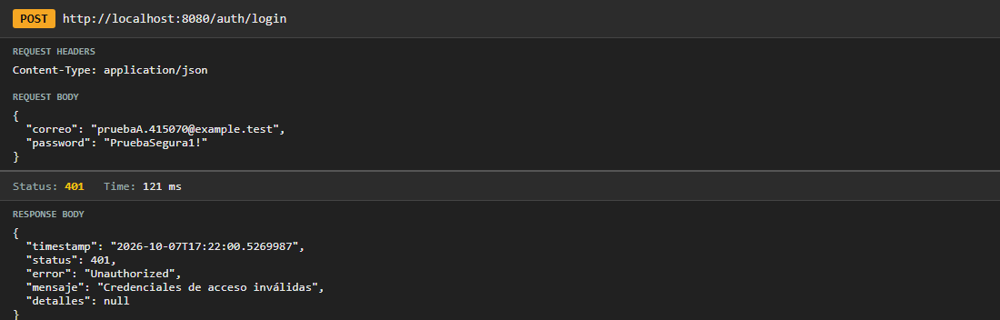 POST http://localhost:8080/auth/login
REQUEST HEADERS
Content-Type: application/json
REQUEST BODY
{
  "correo": "pruebaA.415070@example.test",
  "password": "PruebaSegura1!"
}
Status: 401 Time: 121 ms
RESPONSE BODY
{
  "timestamp": "2026-10-07T17:22:00.5269987",
  "status": 401,
  "error": "Unauthorized",
  "mensaje": "Credenciales de acceso inválidas",
  "detalles": null
}